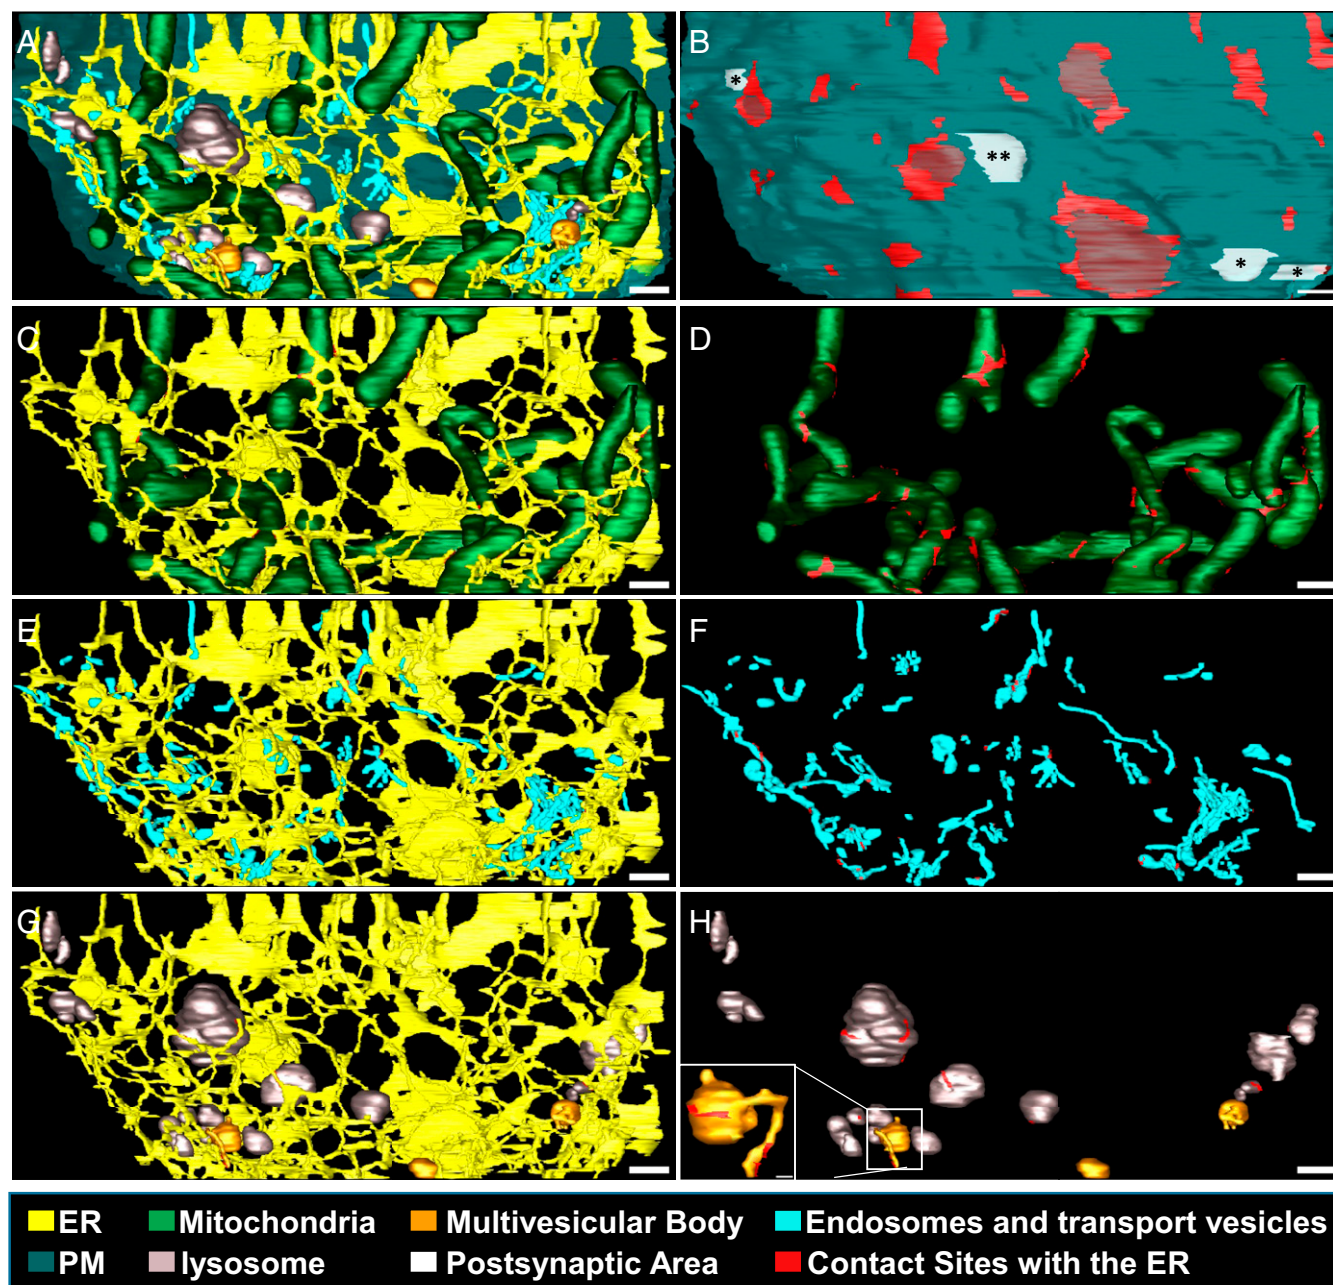 A
B
*
**
*
*
C
D
E
F
G
H
ER
Mitochondria
Multivesicular Body
Endosomes and transport vesicles
PM
lysosome
Postsynaptic Area
Contact Sites with the ER